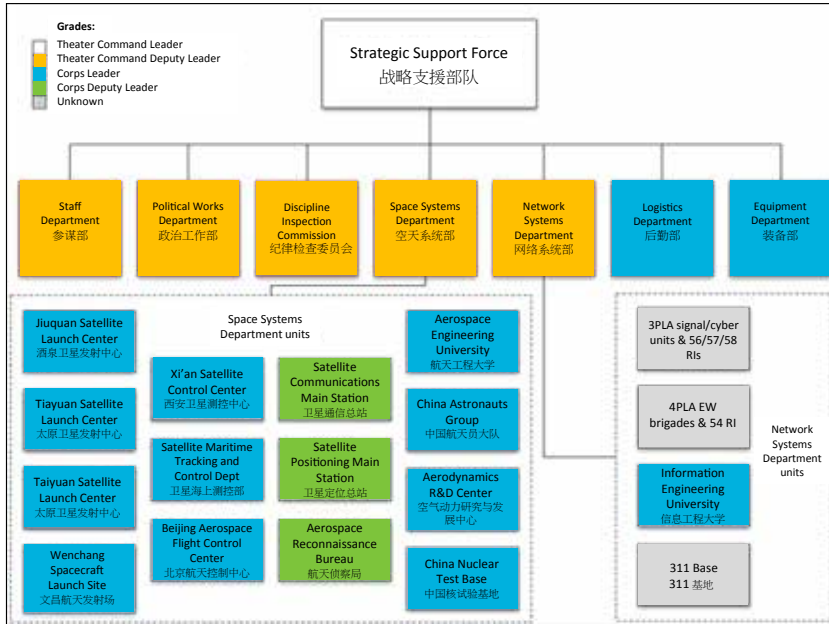 Grades:
Theater Command Leader
Theater Command Deputy Leader
Corps Leader
Corps Deputy Leader
Unknown
Strategic Support Force
战略支援部队
Staff
Department
参谋部
Political Works
Department
政治工作部
Discipline
Inspection
Commission
纪律检查委员会
Space Systems
Department
空天系统部
Network
Systems
Department
网络系统部
Logistics
Department
后勤部
Equipment
Department
装备部
Space Systems
Department units
Jiuquan Satellite
Launch Center
酒泉卫星发射中心
Tiayuan Satellite
Launch Center
太原卫星发射中心
Taiyuan Satellite
Launch Center
太原卫星发射中心
Wenchang
Spacecraft
Launch Site
文昌航天发射场
Xi'an Satellite
Control Center
西安卫星测控中心
Satellite Maritime
Tracking and
Control Dept
卫星海上测控部
Beijing Aerospace
Flight Control
Center
北京航天控制中心
Satellite
Communications
Main Station
卫星通信总站
Satellite
Positioning Main
Station
卫星定位总站
Aerospace
Reconnaissance
Bureau
航天侦察局
Aerospace
Engineering
University
航天工程大学
China Astronauts
Group
中国航天员大队
Aerodynamics
R&D Center
空气动力研究与发
展中心
China Nuclear
Test Base
中国核试验基地
3PLA signal/cyber
units & 56/57/58
RIs
4PLA EW
brigades & 54 RI
Information
Engineering
University
信息工程大学
311 Base
311 基地
Network
Systems
Department
units